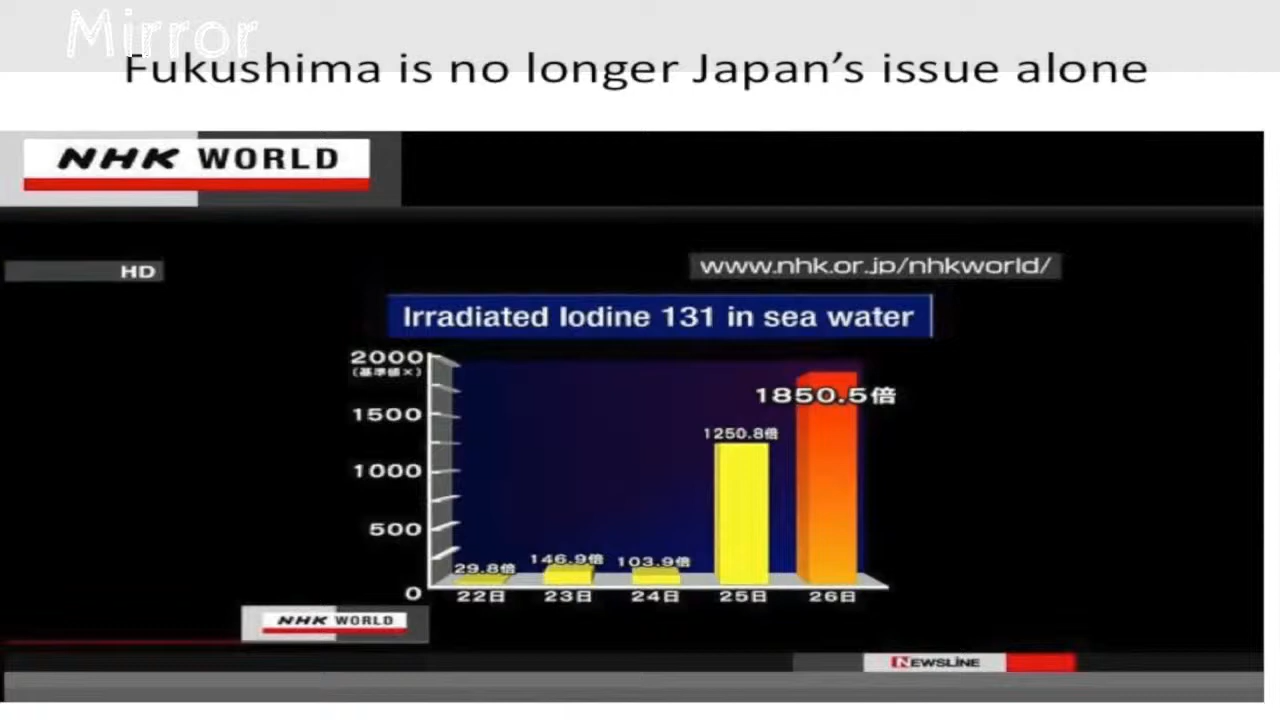 Mirror
Fukushima is no longer Japan's issue alone
NHK WORLD
HD
www.nhk.or.jp/nhkworld/
Irradiated Iodine 131 in sea water
2000
(基準値×)
1850.5倍
1500
1250.8倍
1000
500
29.8倍 146.9倍 103.9倍
0
22日 23日 24日 25日 26日
NHK WORLD
NEWSLINE